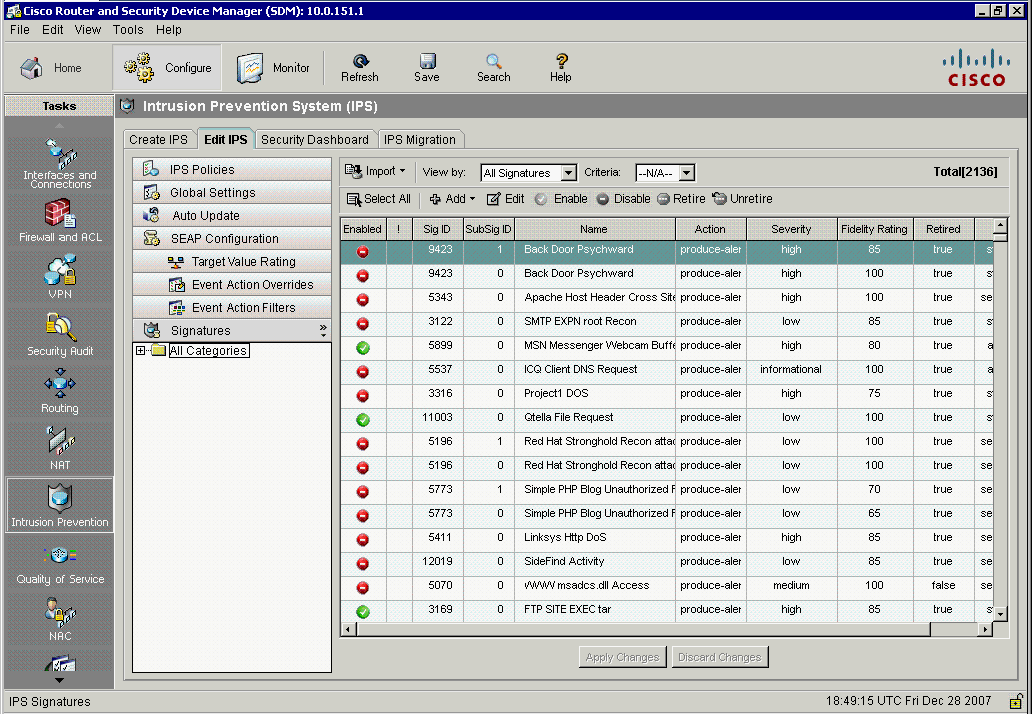 Cisco Router and Security Device Manager (SDM): 10.0.151.1
File Edit View Tools Help
Home Configure Monitor Refresh Save Search Help
CISCO
Tasks
Intrusion Prevention System (IPS)
Interfaces and Connections
Firewall and ACL
VPN
Security Audit
Routing
NAT
Intrusion Prevention
Quality of Service
NAC
Create IPS Edit IPS Security Dashboard IPS Migration
IPS Policies
Global Settings
Auto Update
SEAP Configuration
Target Value Rating
Event Action Overrides
Event Action Filters
Signatures »
All Categories
Import View by: All Signatures Criteria: --N/A-- Total[2136]
Select All Add Edit Enable Disable Retire Unretire
Enabled ! Sig ID SubSig ID Name Action Severity Fidelity Rating Retired
9423 1 Back Door Psychward produce-aler high 85 true
9423 0 Back Door Psychward produce-aler high 100 true
5343 0 Apache Host Header Cross Site produce-aler high 100 true se
3122 0 SMTP EXPN root Recon produce-aler low 85 true
5899 0 MSN Messenger Webcam Buffe produce-aler high 80 true a
5537 0 ICQ Client DNS Request produce-aler informational 100 true a
3316 0 Project1 DOS produce-aler high 75 true
11003 0 Qtella File Request produce-aler low 100 true
5196 1 Red Hat Stronghold Recon attac produce-aler low 100 true se
5196 0 Red Hat Stronghold Recon attac produce-aler low 100 true se
5773 1 Simple PHP Blog Unauthorized F produce-aler low 70 true se
5773 0 Simple PHP Blog Unauthorized F produce-aler low 65 true se
5411 0 Linksys Http DoS produce-aler high 85 true se
12019 0 SideFind Activity produce-aler low 85 true se
5070 0 WWW msadcs.dll Access produce-aler medium 100 false se
3169 0 FTP SITE EXEC tar produce-aler high 85 true
Apply Changes Discard Changes
IPS Signatures 18:49:15 UTC Fri Dec 28 2007